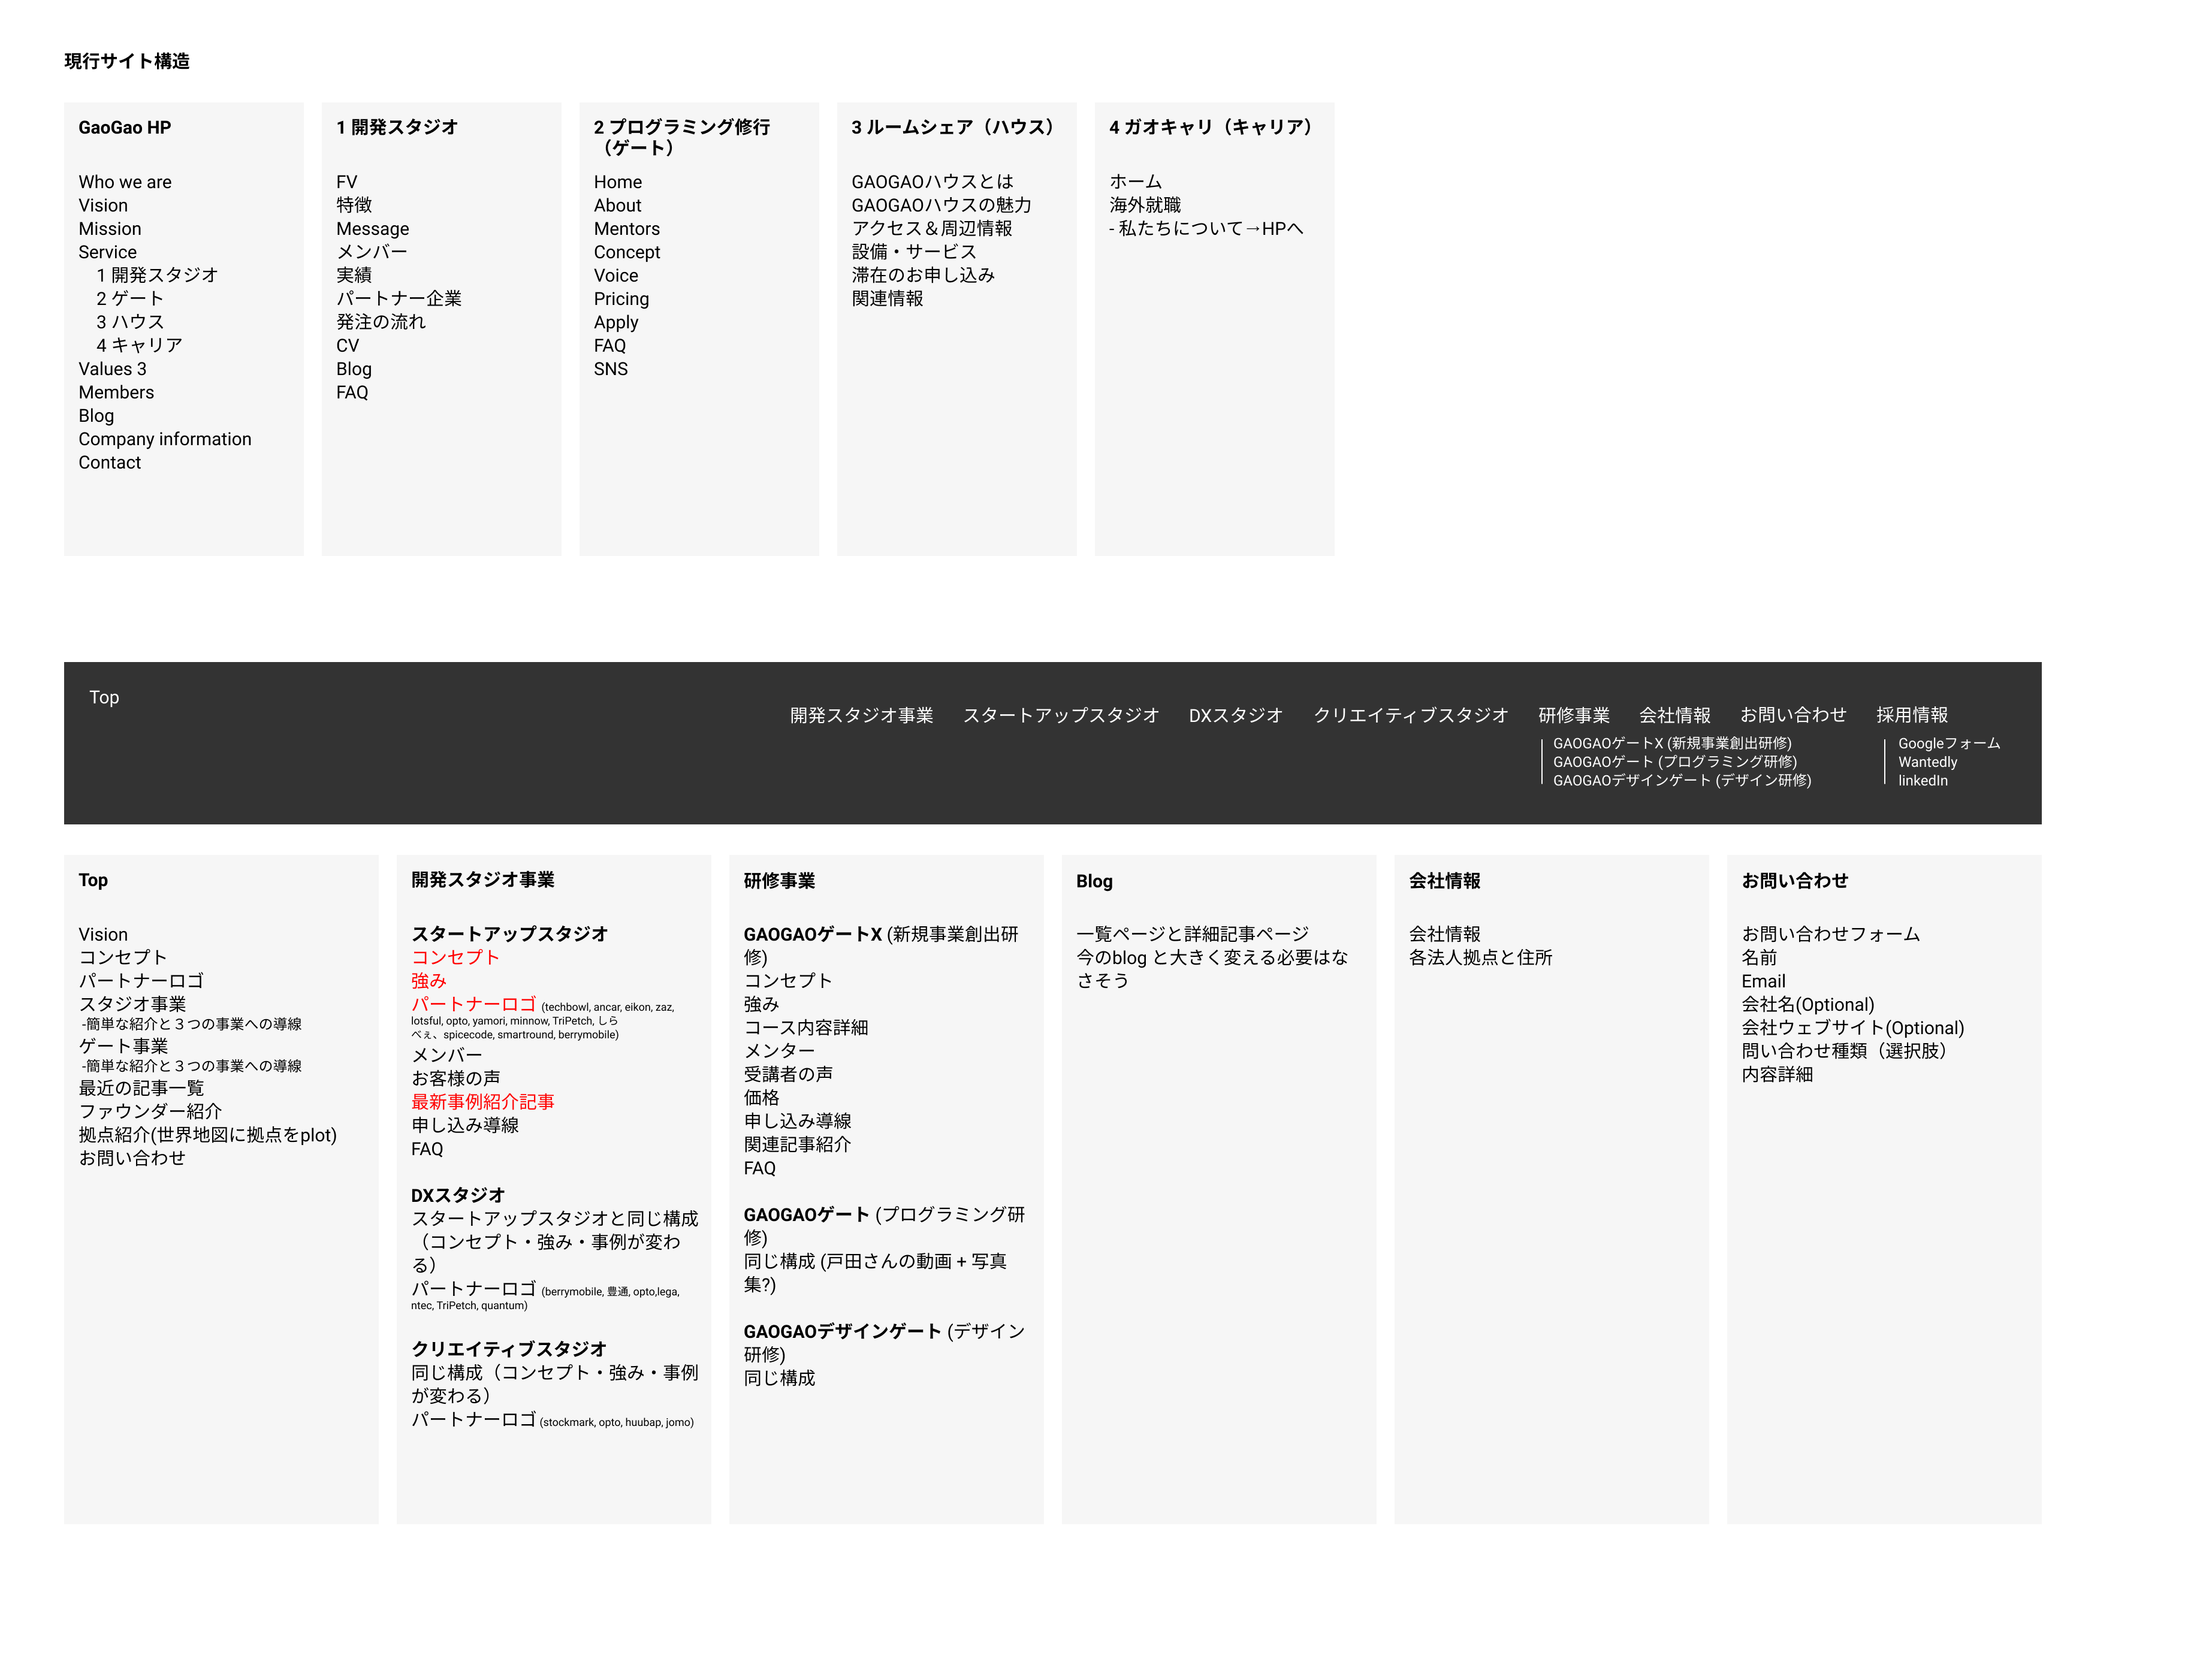 現行サイト構造
GaoGao HP
Who we are
Vision
Mission
Service
1 開発スタジオ
2 ゲート
3 ハウス
4 キャリア
Values 3
Members
Blog
Company information
Contact
1 開発スタジオ
FV
特徴
Message
メンバー
実績
パートナー企業
発注の流れ
CV
Blog
FAQ
2 プログラミング修行
（ゲート）
Home
About
Mentors
Concept
Voice
Pricing
Apply
FAQ
SNS
3 ルームシェア（ハウス）
GAOGAOハウスとは
GAOGAOハウスの魅力
アクセス＆周辺情報
設備・サービス
滞在のお申し込み
関連情報
4 ガオキャリ（キャリア）
ホーム
海外就職
- 私たちについて→HPへ
Top
開発スタジオ事業 スタートアップスタジオ DXスタジオ クリエイティブスタジオ 研修事業 会社情報 お問い合わせ 採用情報
GAOGAOゲートX (新規事業創出研修)
GAOGAOゲート (プログラミング研修)
GAOGAOデザインゲート (デザイン研修)
Googleフォーム
Wantedly
linkedIn
Top
Vision
コンセプト
パートナーロゴ
スタジオ事業
-簡単な紹介と３つの事業への導線
ゲート事業
-簡単な紹介と３つの事業への導線
最近の記事一覧
ファウンダー紹介
拠点紹介(世界地図に拠点をplot)
お問い合わせ
開発スタジオ事業
スタートアップスタジオ
コンセプト
強み
パートナーロゴ (techbowl, ancar, eikon, zaz,
lotsful, opto, yamori, minnow, TriPetch, しら
べぇ、spicecode, smartround, berrymobile)
メンバー
お客様の声
最新事例紹介記事
申し込み導線
FAQ
DXスタジオ
スタートアップスタジオと同じ構成
（コンセプト・強み・事例が変わ
る）
パートナーロゴ (berrymobile, 豊通, opto,lega,
ntec, TriPetch, quantum)
クリエイティブスタジオ
同じ構成（コンセプト・強み・事例
が変わる）
パートナーロゴ (stockmark, opto, huubap, jomo)
研修事業
GAOGAOゲートX (新規事業創出研
修)
コンセプト
強み
コース内容詳細
メンター
受講者の声
価格
申し込み導線
関連記事紹介
FAQ
GAOGAOゲート (プログラミング研
修)
同じ構成 (戸田さんの動画 + 写真
集?)
GAOGAOデザインゲート (デザイン
研修)
同じ構成
Blog
一覧ページと詳細記事ページ
今のblog と大きく変える必要はな
さそう
会社情報
会社情報
各法人拠点と住所
お問い合わせ
お問い合わせフォーム
名前
Email
会社名(Optional)
会社ウェブサイト(Optional)
問い合わせ種類（選択肢）
内容詳細